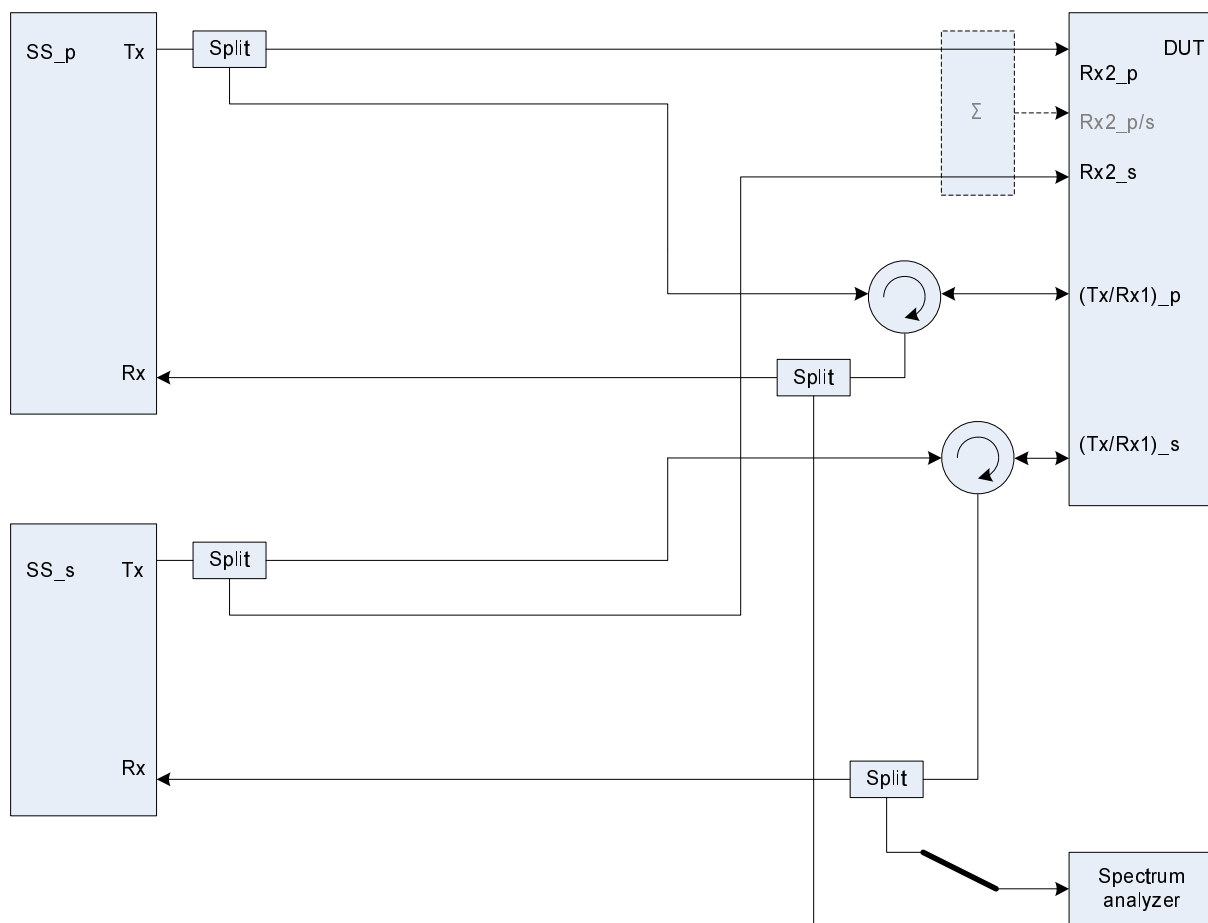 SS_p
Tx
Split
DUT
Rx2_p
Σ
Rx2_p/s
Rx2_s
(Tx/Rx1)_p
Rx
Split
(Tx/Rx1)_s
SS_s
Tx
Split
Rx
Split
Spectrum
analyzer